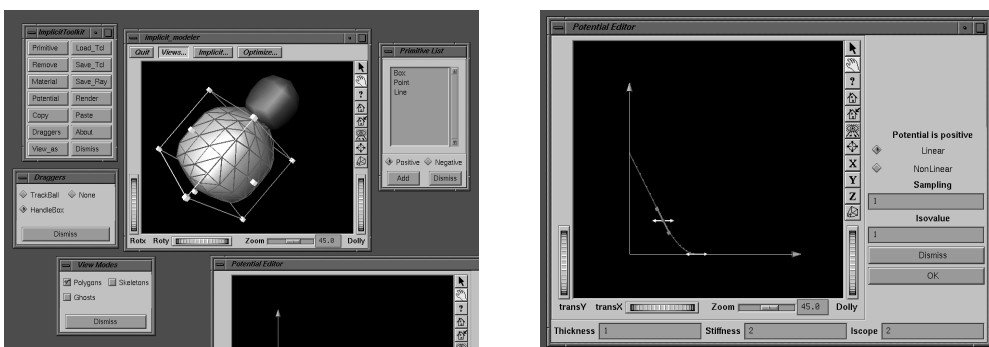 ImplicitToolkit
Primitive Load_Tcl
Remove Save_Tcl
Material Save_Ray
Potential Render
Copy Paste
Draggers About
View_as Dismiss
Draggers
TrackBall None
HandleBox
Dismiss
View Modes
Polygons Skeletons
Ghosts
Dismiss
implicit_modeler
Quit Views... Implicit... Optimize...
?
Rotx Roty Zoom 45.0 Dolly
Primitive List
Box
Point
Line
Positive Negative
Add Dismiss
Potential Editor
?
Potential Editor
?
X
Y
Z
transY transX Zoom 45.0 Dolly
Potential is positive
Linear
NonLinear
Sampling
1
Isovalue
1
Dismiss
OK
Thickness 1 Stiffness 2 Iscope 2